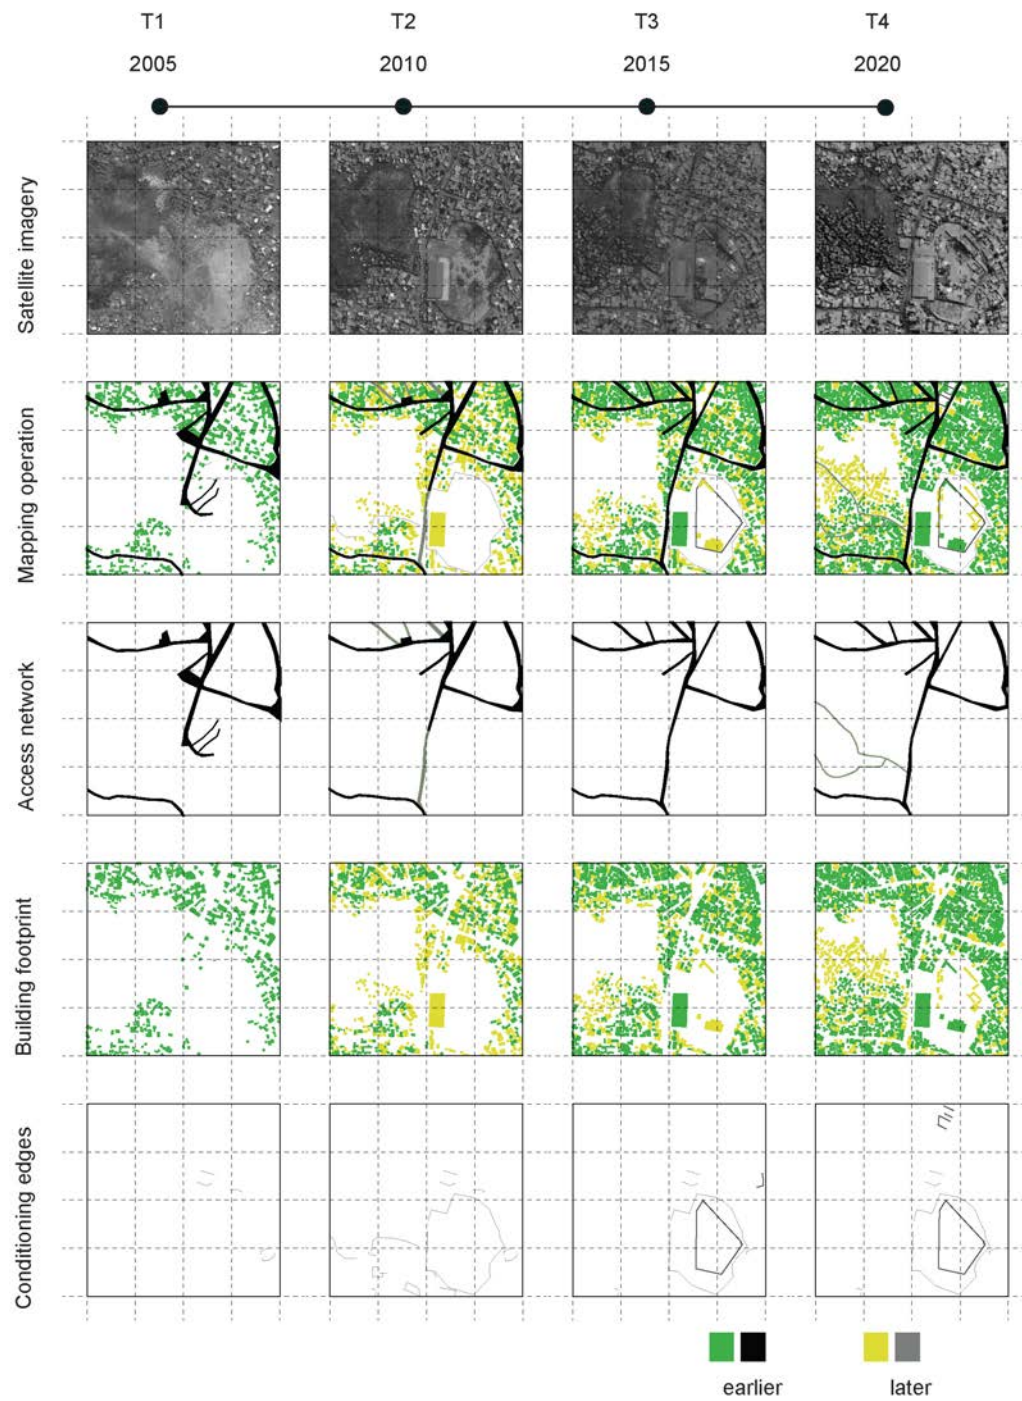 T1 T2 T3 T4
2005 2010 2015 2020
Satellite imagery
Mapping operation
Access network
Building footprint
Conditioning edges
earlier later